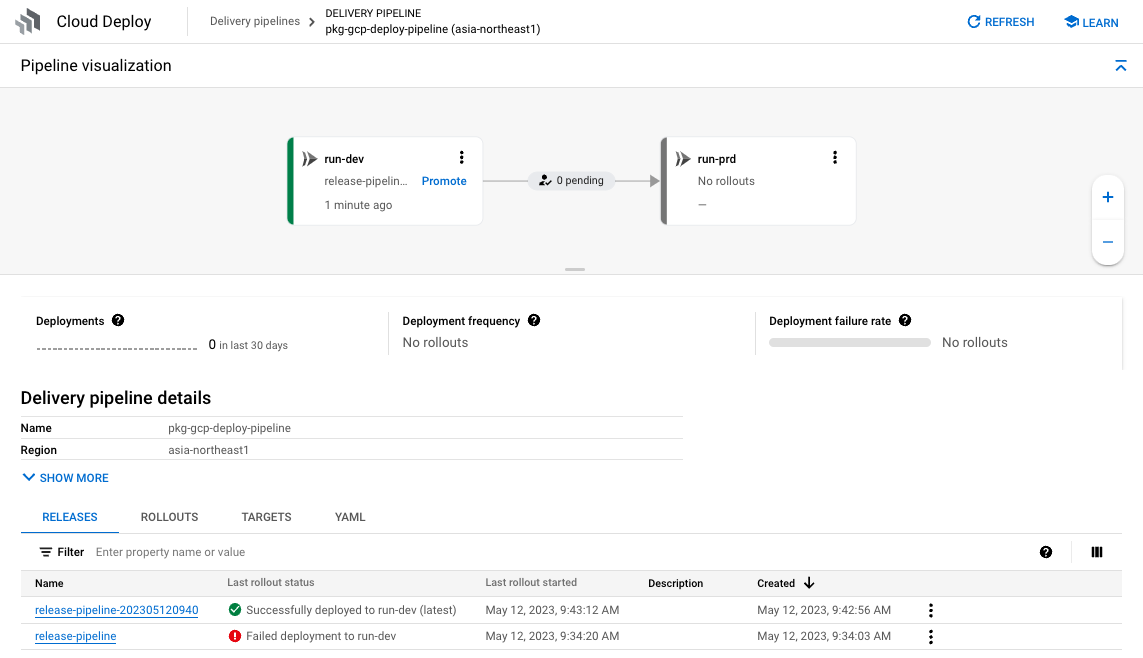 Cloud Deploy
Delivery pipelines
DELIVERY PIPELINE
pkg-gcp-deploy-pipeline (asia-northeast1)
REFRESH
LEARN
Pipeline visualization
run-dev
release-pipelin...
Promote
1 minute ago
0 pending
run-prd
No rollouts
—
Deployments
0 in last 30 days
Deployment frequency
No rollouts
Deployment failure rate
No rollouts
Delivery pipeline details
Name pkg-gcp-deploy-pipeline
Region asia-northeast1
SHOW MORE
RELEASES ROLLOUTS TARGETS YAML
Filter Enter property name or value
Name Last rollout status Last rollout started Description Created
release-pipeline-202305120940 Successfully deployed to run-dev (latest) May 12, 2023, 9:43:12 AM May 12, 2023, 9:42:56 AM
release-pipeline Failed deployment to run-dev May 12, 2023, 9:34:20 AM May 12, 2023, 9:34:03 AM